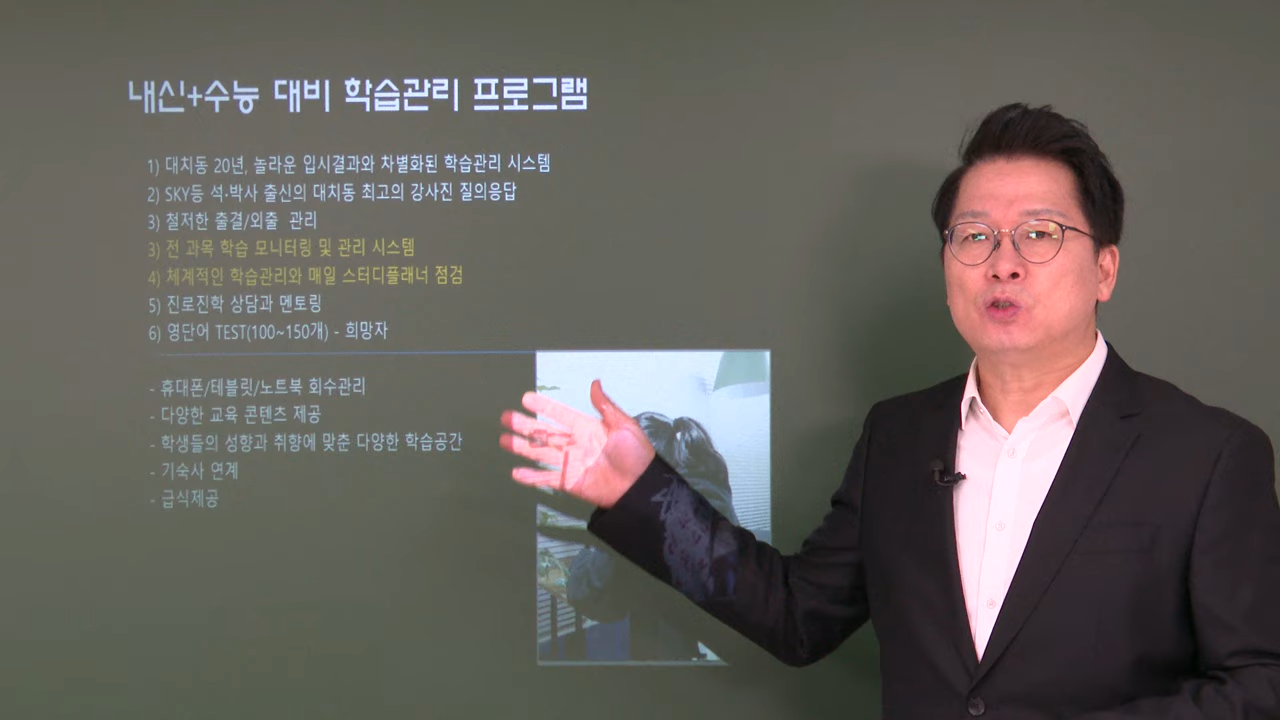 내신+수능 대비 학습관리 프로그램
1) 대치동 20년, 놀라운 입시결과와 차별화된 학습관리 시스템
2) SKY등 석·박사 출신의 대치동 최고의 강사진 질의응답
3) 철저한 출결/외출 관리
3) 전 과목 학습 모니터링 및 관리 시스템
4) 체계적인 학습관리와 매일 스터디플래너 점검
5) 진로진학 상담과 멘토링
6) 영단어 TEST(100~150개) - 희망자
- 휴대폰/테블릿/노트북 회수관리
- 다양한 교육 콘텐츠 제공
- 학생들의 성향과 취향에 맞춘 다양한 학습공간
- 기숙사 연계
- 급식제공